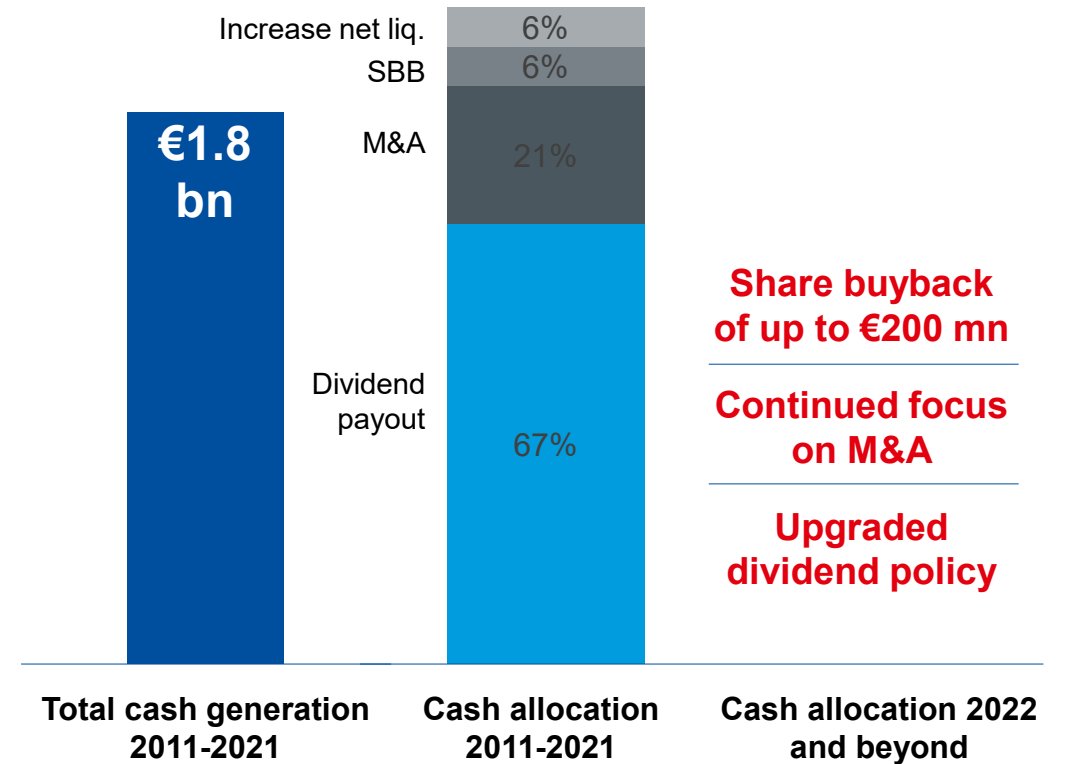 Increase net liq.
6%
SBB
6%
€1.8
bn
M&A
21%
Share buyback
of up to €200 mn
Continued focus
on M&A
Dividend
payout
67%
Upgraded
dividend policy
Total cash generation
2011-2021
Cash allocation
2011-2021
Cash allocation 2022
and beyond